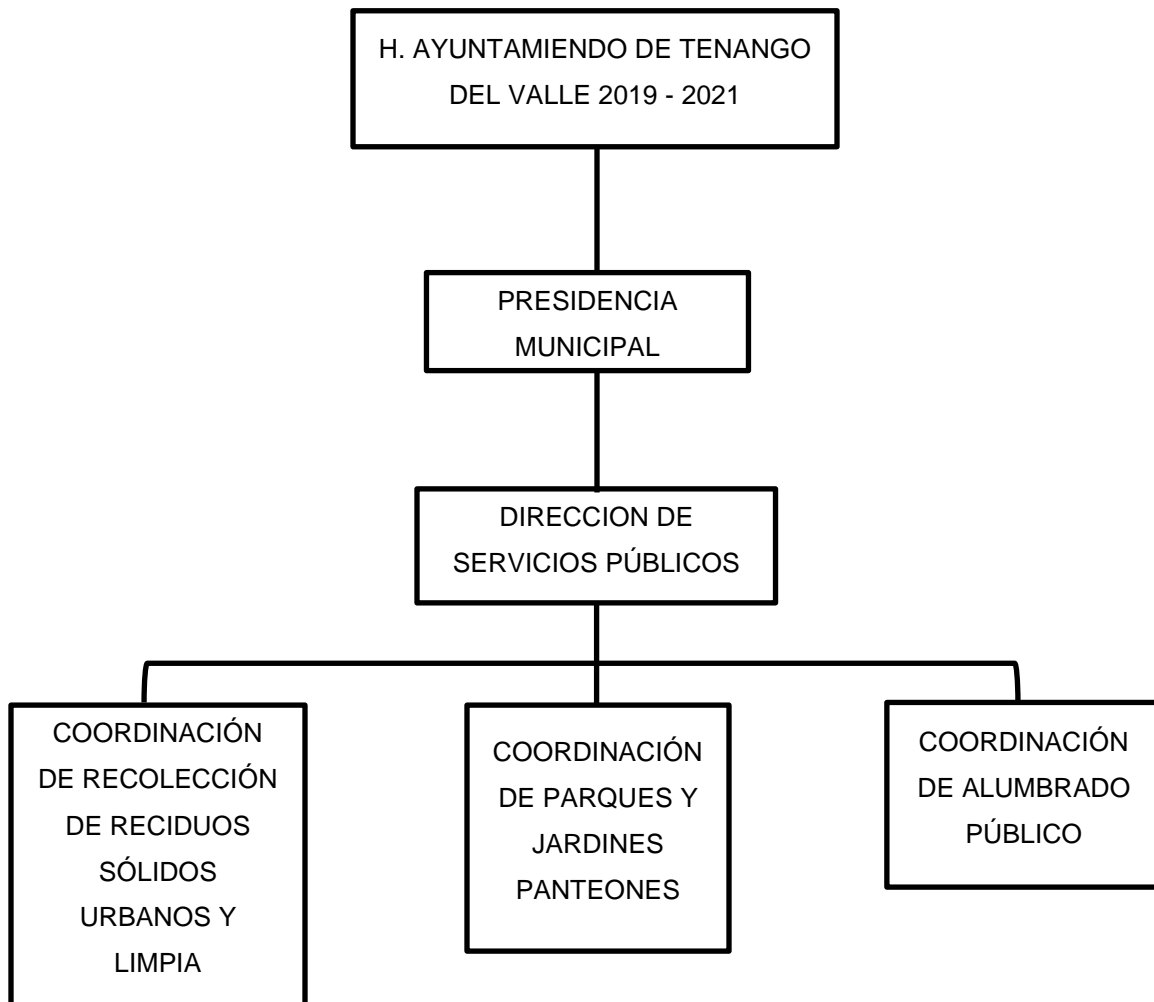 H. AYUNTAMIENDO DE TENANGO
DEL VALLE 2019 - 2021
PRESIDENCIA
MUNICIPAL
DIRECCION DE
SERVICIOS PÚBLICOS
COORDINACIÓN
DE RECOLECCIÓN
DE RECIDUOS
SÓLIDOS
URBANOS Y
LIMPIA
COORDINACIÓN
DE PARQUES Y
JARDINES
PANTEONES
COORDINACIÓN
DE ALUMBRADO
PÚBLICO